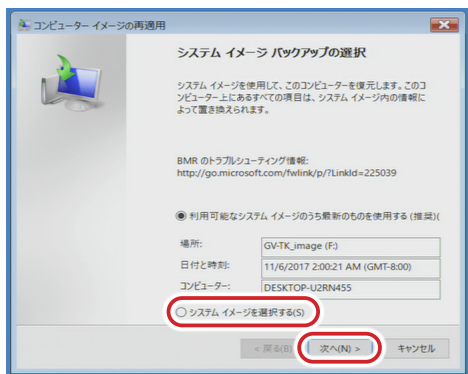 コンピューター イメージの再適用
システム イメージ バックアップの選択
システム イメージを使用して、このコンピューターを復元します。このコ
ンピューター上にあるすべての項目は、システム イメージ内の情報に
よって置き換えられます。
BMR のトラブルシューティング情報:
http://go.microsoft.com/fwlink/p/?LinkId=225039
利用可能なシステム イメージのうち最新のものを使用する (推奨)(
場所: GV-TK_image (F:)
日付と時刻: 11/6/2017 2:00:21 AM (GMT-8:00)
コンピューター: DESKTOP-U2RN455
システム イメージを選択する(S)
< 戻る(B) 次へ(N) > キャンセル